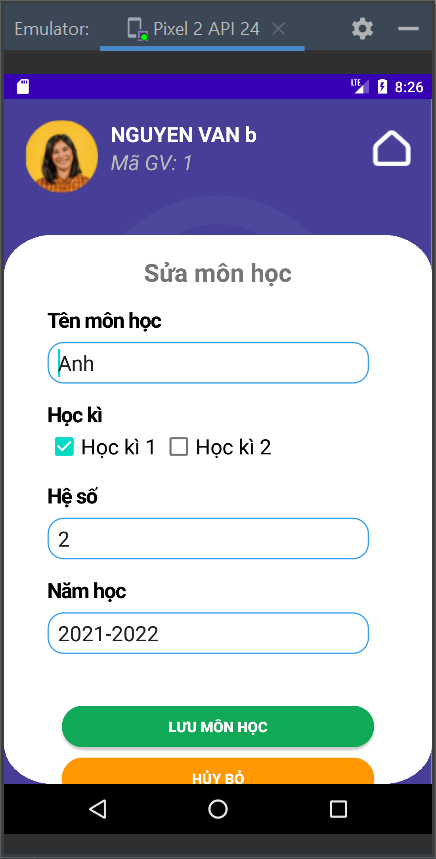 Emulator: Pixel 2 API 24
LTE 8:26
NGUYEN VAN b
Mã GV: 1
Sửa môn học
Tên môn học
Anh
Học kì
Học kì 1 Học kì 2
Hệ số
2
Năm học
2021-2022
LƯU MÔN HỌC
HỦY BỎ